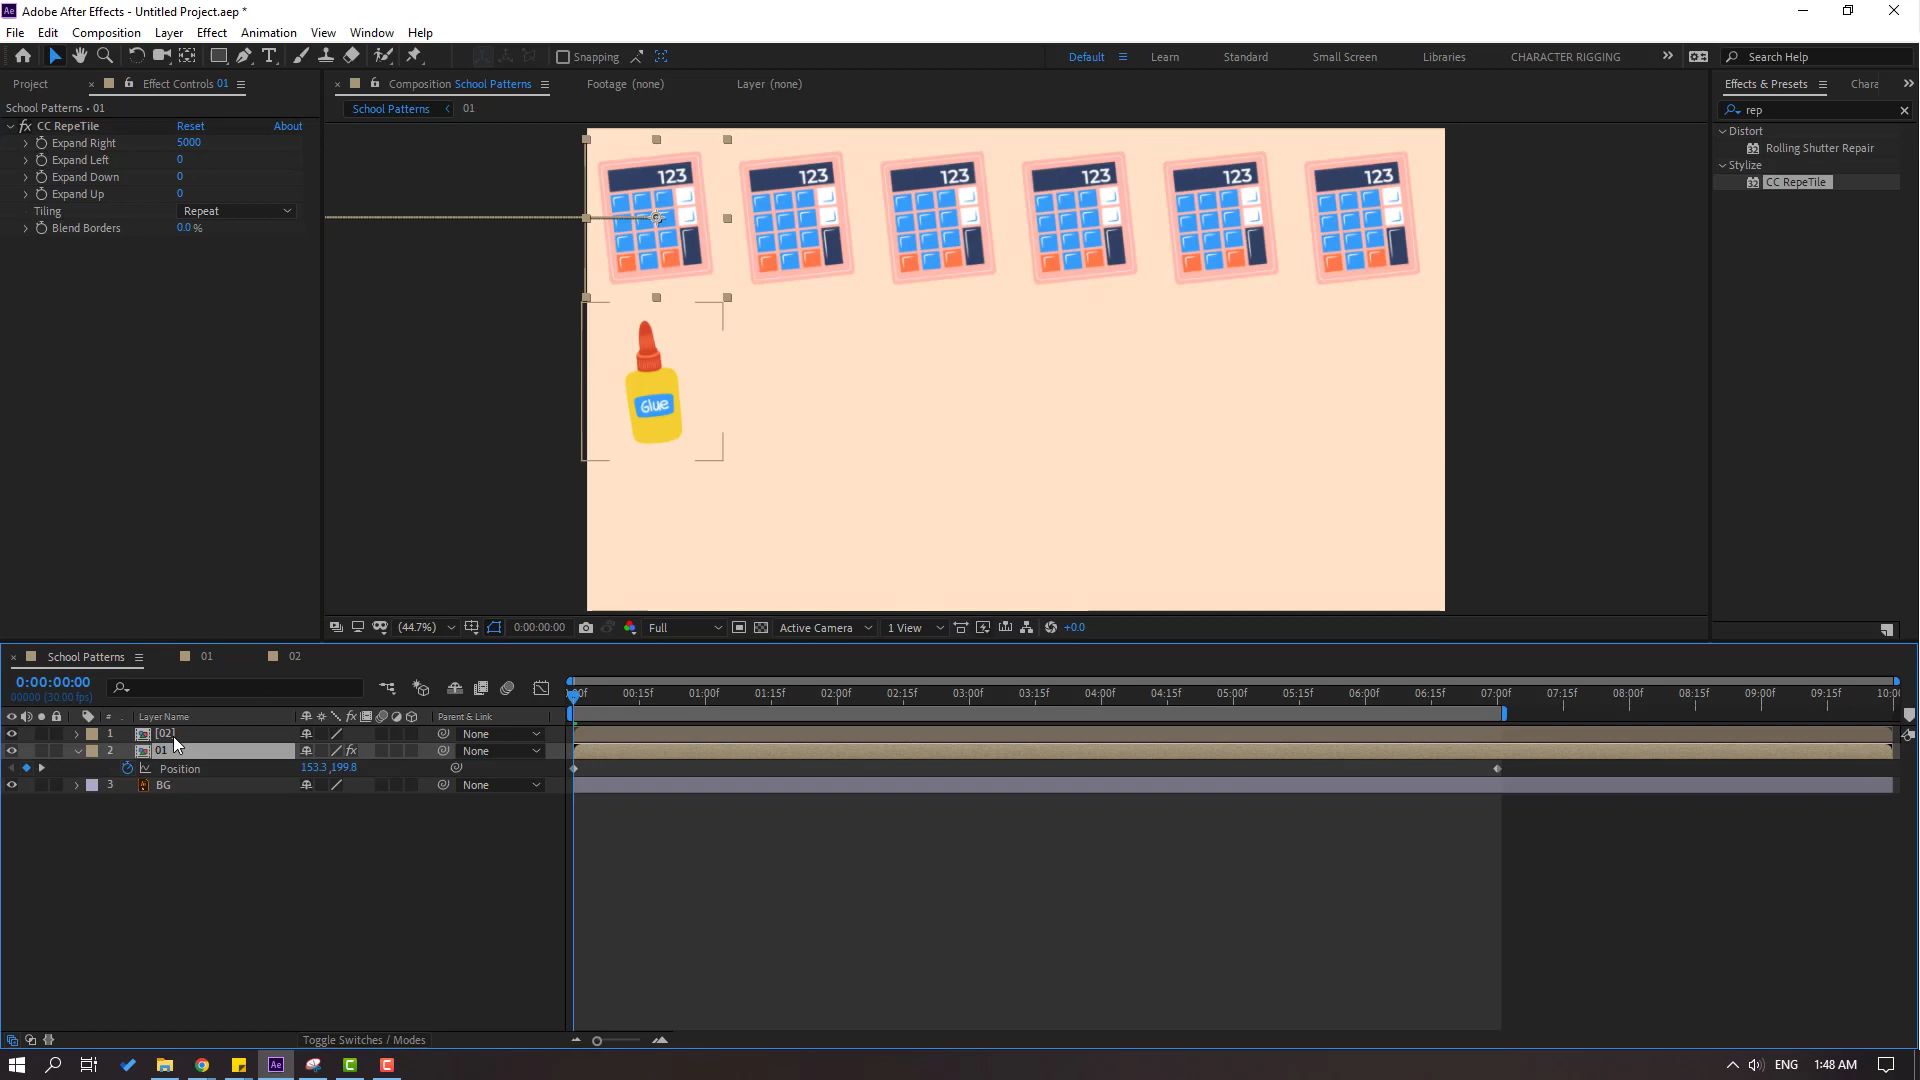 Adobe After Effects - Untitled Project.aep *
File Edit Composition Layer Effect Animation View Window Help
Snapping Default Learn Standard Small Screen Libraries CHARACTER RIGGING Search Help
Project Effect Controls 01 Composition School Patterns Footage (none) Layer (none) Effects & Presets Chara
School Patterns • 01 School Patterns 01 rep
CC RepeTile Reset About
Expand Right 5000
Expand Left 0
Expand Down 0
Expand Up 0
Tiling Repeat
Blend Borders 0.0 %
Distort
Rolling Shutter Repair
Stylize
CC RepeTile
123 123 123 123 123 123
Glue
(44.7%) 0:00:00:00 Full Active Camera 1 View +0.0
School Patterns 01 02
0:00:00:00
00000 (30.00 fps)
:00f 00:15f 01:00f 01:15f 02:00f 02:15f 03:00f 03:15f 04:00f 04:15f 05:00f 05:15f 06:00f 06:15f 07:00f 07:15f 08:00f 08:15f 09:00f 09:15f 10:00
# . Layer Name Parent & Link
1 [02] None
2 01 None
Position 153.3,199.8
3 BG None
Toggle Switches / Modes
ENG 1:48 AM